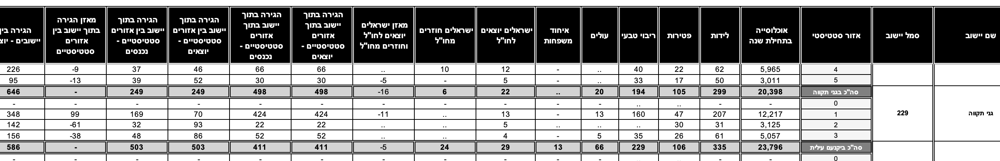 שם יישוב סמל יישוב אזור סטטיסטי אוכלוסייה בתחילת שנה לידות פטירות ריבוי טבעי עולים איחוד משפחות ישראלים יוצאים לחו"ל ישראלים חוזרים מחו"ל מאזן ישראלים יוצאים לחו"ל וחוזרים מחו"ל הגירה בתוך יישוב בתוך אזורים סטטיסטיים - יוצאים הגירה בתוך יישוב בתוך אזורים סטטיסטיים - נכנסים הגירה בתוך יישוב בין אזורים סטטיסטיים - יוצאים הגירה בתוך יישוב בין אזורים סטטיסטיים - נכנסים מאזן הגירה בתוך יישוב בין אזורים סטטיסטיים הגירה בין יישובים -
4 5,965 62 22 40 .. - 12 10 .. 66 66 46 37 -9 226
5 3,011 50 17 33 .. - 5 - -5 30 30 52 39 -13 95
סה"כ בגני תקווה 20,398 299 105 194 20 .. 22 6 -16 498 498 249 249 - 646
0 - - .. .. - - - - - - - - - - -
גני תקווה 229 1 12,217 207 47 160 13 - 13 .. -11 424 424 70 169 99 348
2 3,125 31 30 .. .. .. 5 .. .. 22 22 93 32 -61 142
3 5,057 61 26 35 5 - 4 .. .. 52 52 86 48 -38 156
סה"כ ביקנעם עילית 23,796 335 106 229 66 13 29 24 -5 411 411 503 503 - 586
0 - - .. .. - - - - - - - - - - -